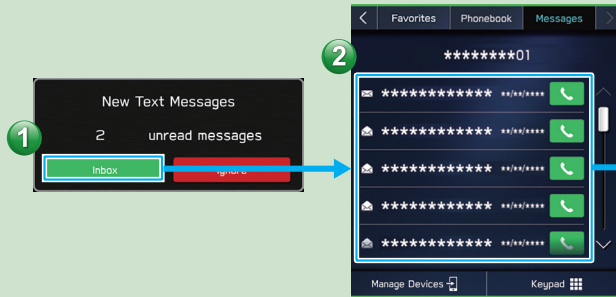 1
New Text Messages
2 unread messages
Inbox Ignore
2
Favorites Phonebook Messages
********01
************ **/**/****
************ **/**/****
************ **/**/****
************ **/**/****
************ **/**/****
Manage Devices Keypad